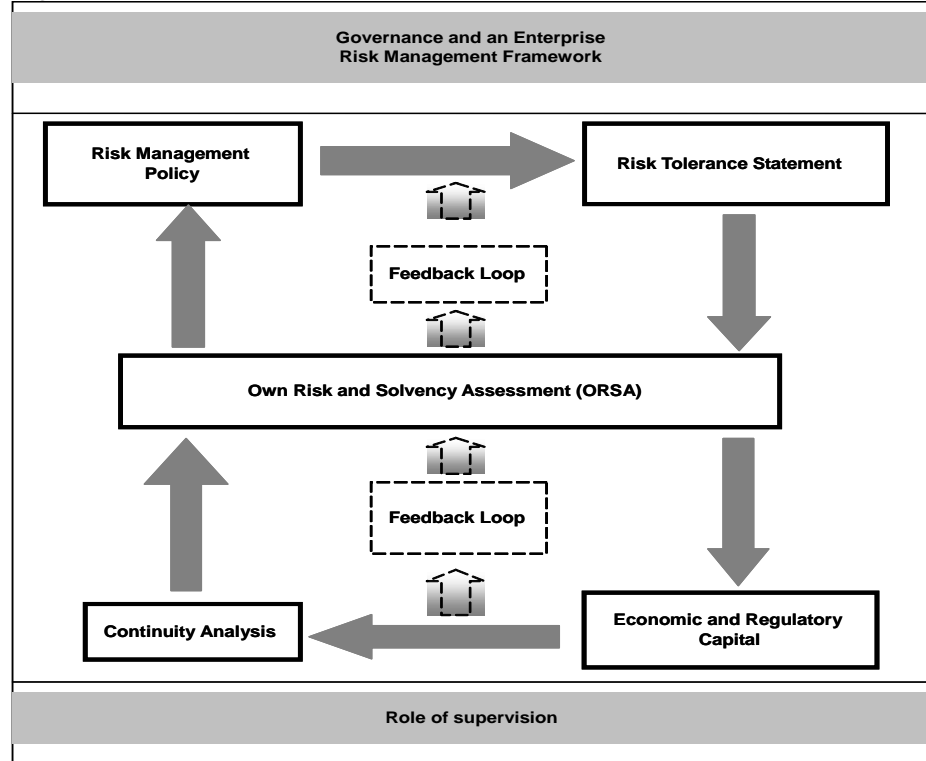 Governance and an Enterprise
Risk Management Framework
Risk Management
Policy
Risk Tolerance Statement
Feedback Loop
Own Risk and Solvency Assessment (ORSA)
Feedback Loop
Continuity Analysis
Economic and Regulatory
Capital
Role of supervision